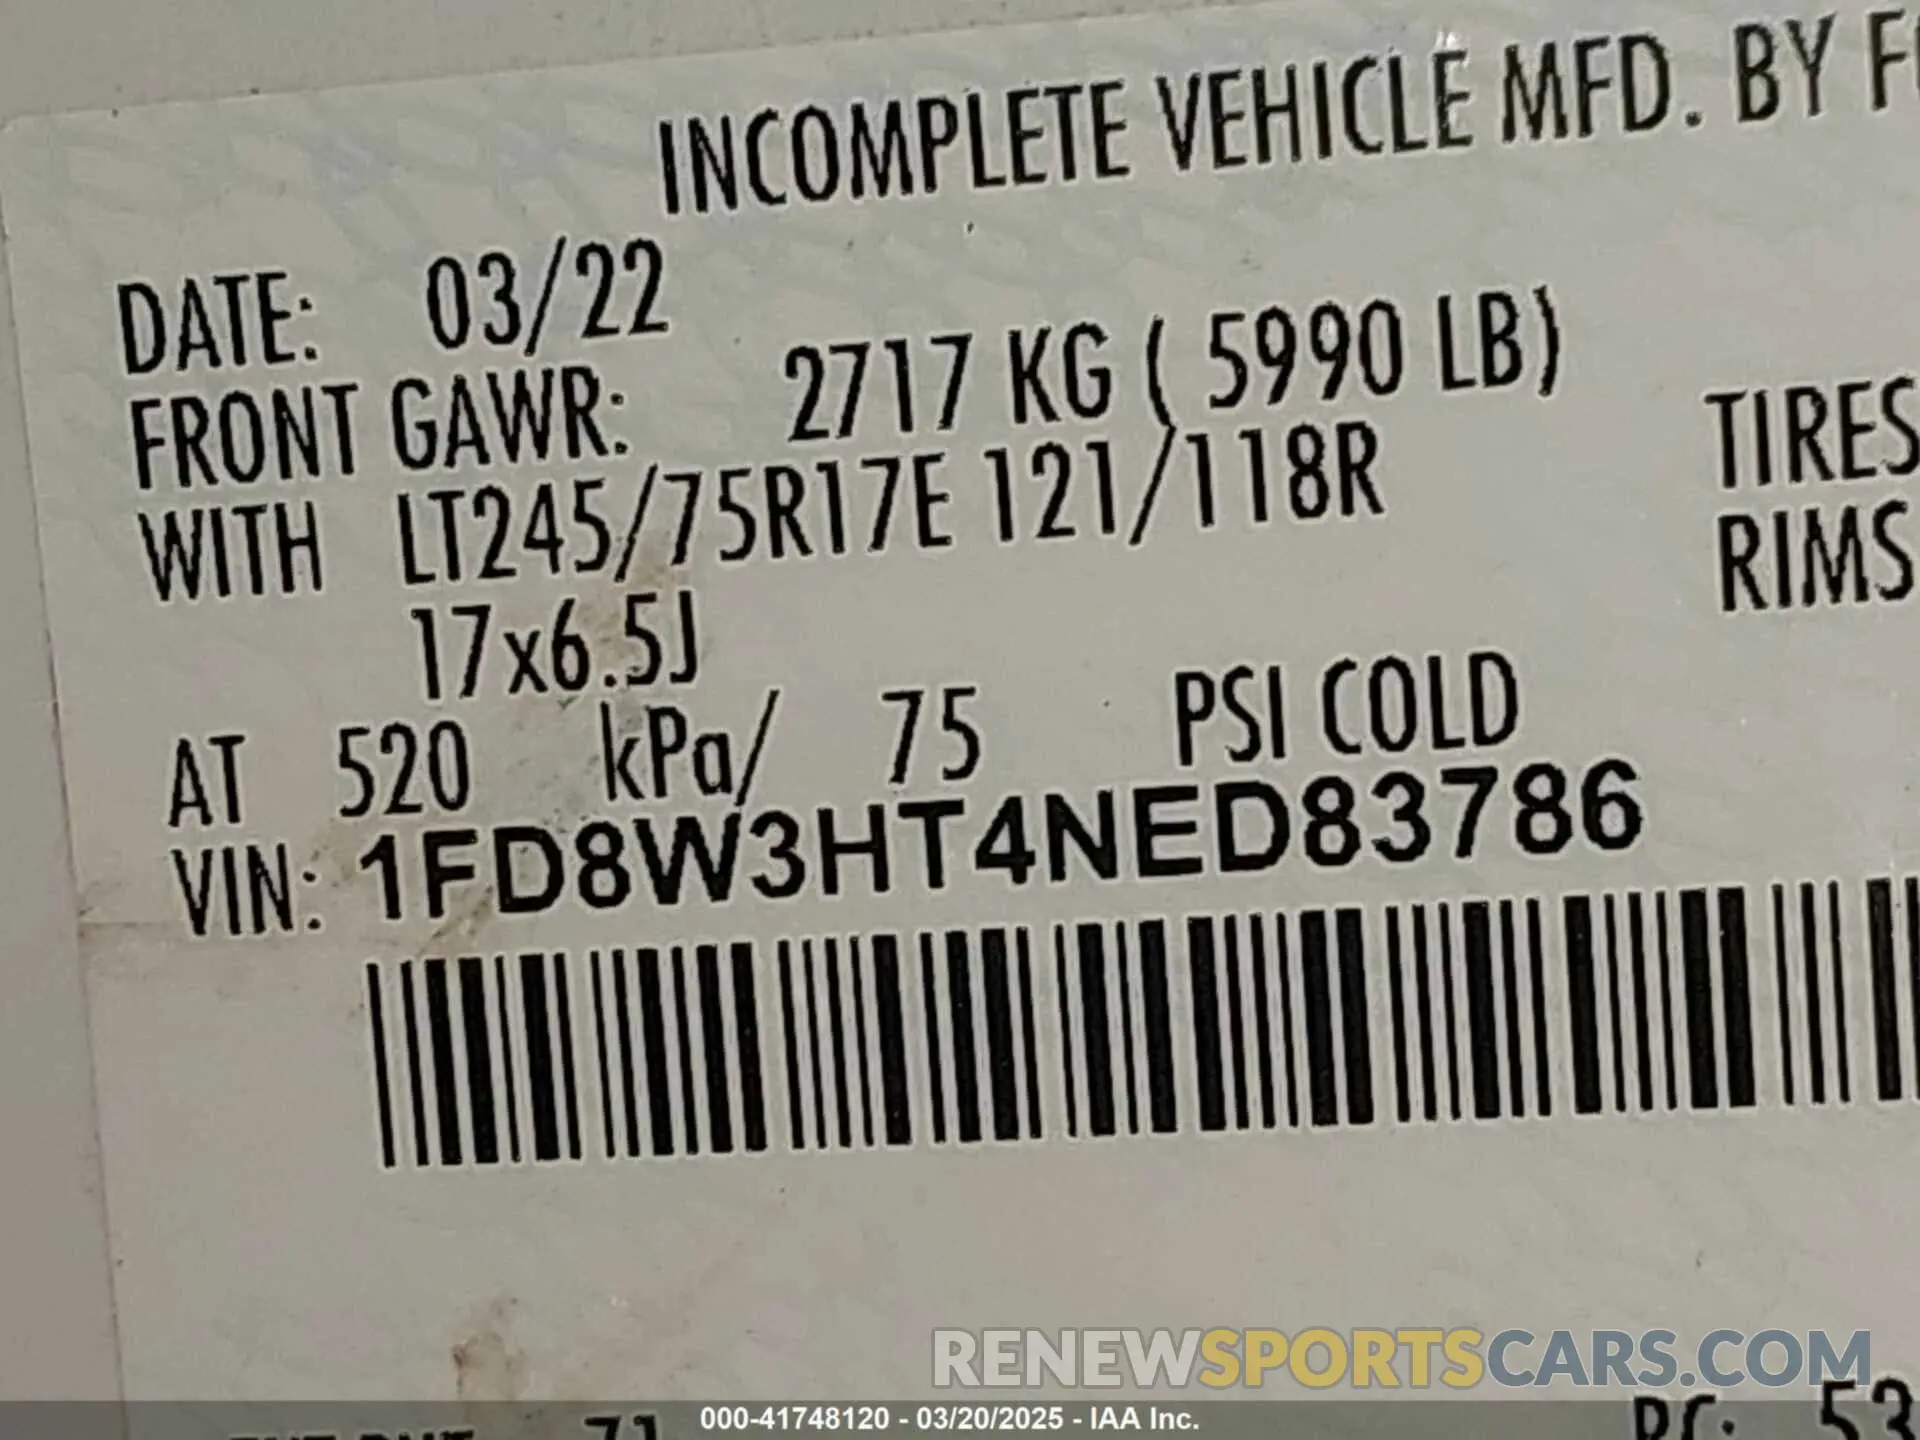 INCOMPLETE VEHICLE MFD. BY
DATE: 03/22
FRONT GAWR: 2717 KG ( 5990 LB)
WITH LT245/75R17E 121/118R TIRES
17x6.5J RIMS
AT 520 kPa/ 75 PSI COLD
VIN: 1FD8W3HT4NED83786
RENEWSPORTSCARS.COM
000-41748120 - 03/20/2025 - IAA Inc.